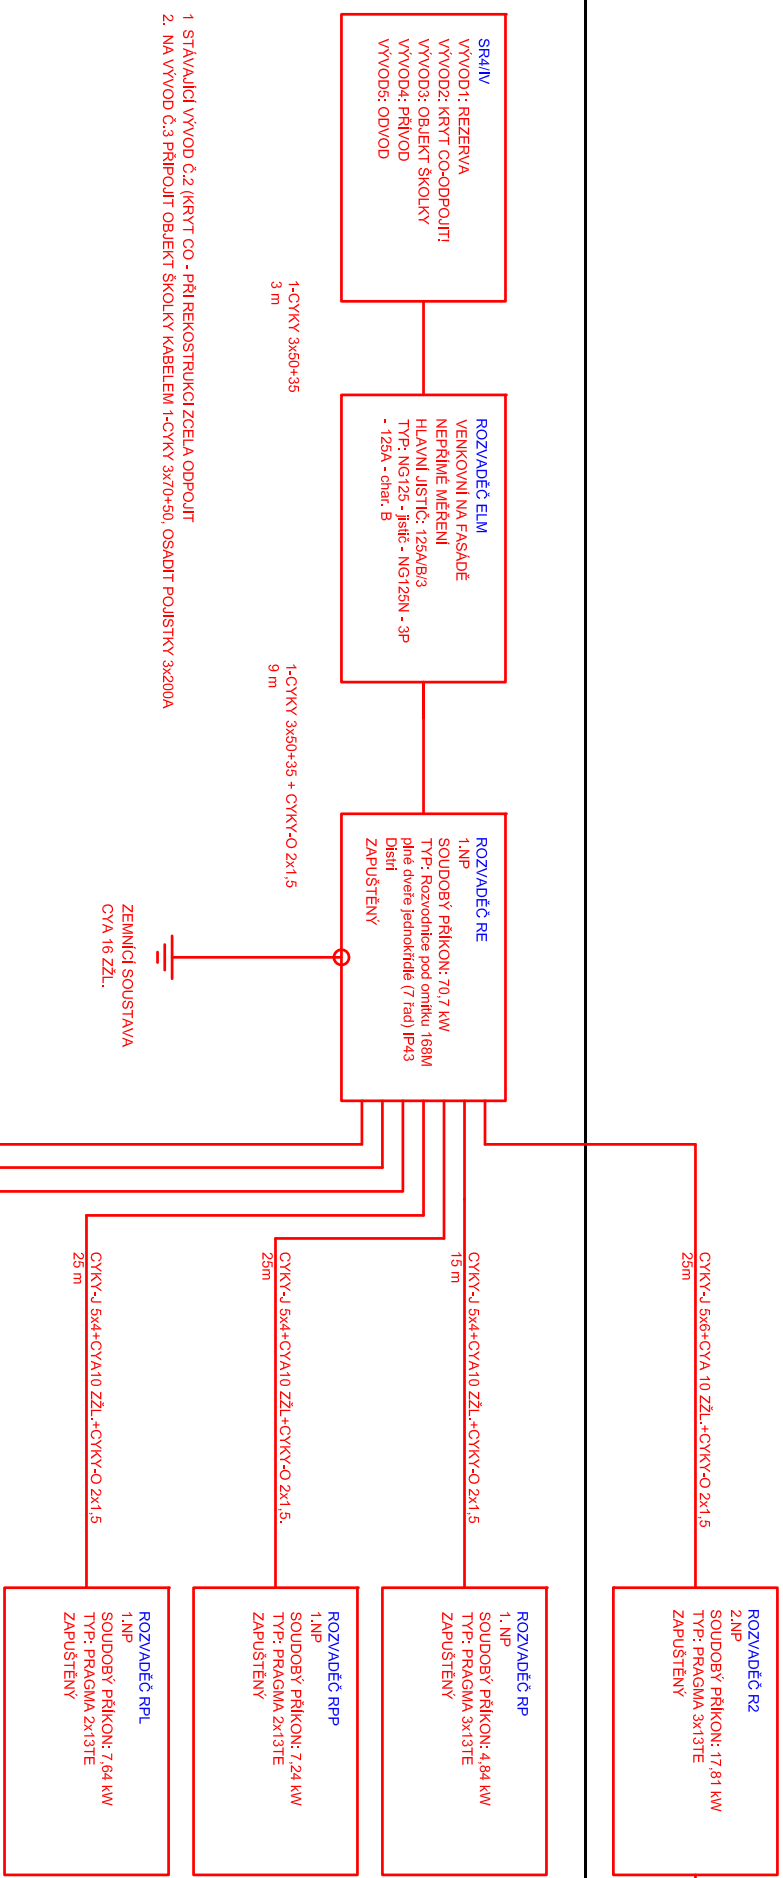 SR4/IV
VÝVOD1: REZERVA
VÝVOD2: KRYT CO-ODPOJIT!
VÝVOD3: OBJEKT ŠKOLKY
VÝVOD4: PŘÍVOD
VÝVOD5: ODVOD
1-CYKY 3x50+35
3 m
ROZVADĚČ ELM
VENKOVNÍ NA FASÁDĚ
NEPŘÍMÉ MĚŘENÍ
HLAVNÍ JISTIČ: 125A/B/3
TYP: NG125 - jistič - NG125N - 3P
- 125A - char. B
1-CYKY 3x50+35 + CYKY-O 2x1,5
9 m
ROZVADĚČ RE
1.NP
SOUDOBÝ PŘÍKON: 70,7 kW
TYP: Rozvodnice pod omítku 168M
plné dveře jednokřídlé (7 řad) IP43
Distri
ZAPUŠTĚNÝ
ZEMNÍCÍ SOUSTAVA
CYA 16 ZŽL.
1 STÁVAJÍCÍ VÝVOD Č.2 (KRYT CO - PŘI REKOSTRUKCI ZCELA ODPOJIT
2. NA VÝVOD Č.3 PŘIPOJIT OBJEKT ŠKOLKY KABELEM 1-CYKY 3x70+50, OSADIT POJISTKY 3x200A
CYKY-J 5x6+CYA 10 ZŽL.+CYKY-O 2x1,5
25m
ROZVADĚČ R2
2.NP
SOUDOBÝ PŘÍKON: 17,81 kW
TYP: PRAGMA 3x13TE
ZAPUŠTĚNÝ
CYKY-J 5x4+CYA10 ZŽL.+CYKY-O 2x1,5
15 m
ROZVADĚČ RP
1. NP
SOUDOBÝ PŘÍKON: 4,84 kW
TYP: PRAGMA 3x13TE
ZAPUŠTĚNÝ
CYKY-J 5x4+CYA10 ZŽL+CYKY-O 2x1,5.
25m
ROZVADĚČ RPP
1.NP
SOUDOBÝ PŘÍKON: 7,24 kW
TYP: PRAGMA 2x13TE
ZAPUŠTĚNÝ
CYKY-J 5x4+CYA10 ZŽL.+CYKY-O 2x1,5
25 m
ROZVADĚČ RPL
1.NP
SOUDOBÝ PŘÍKON: 7,64 kW
TYP: PRAGMA 2x13TE
ZAPUŠTĚNÝ